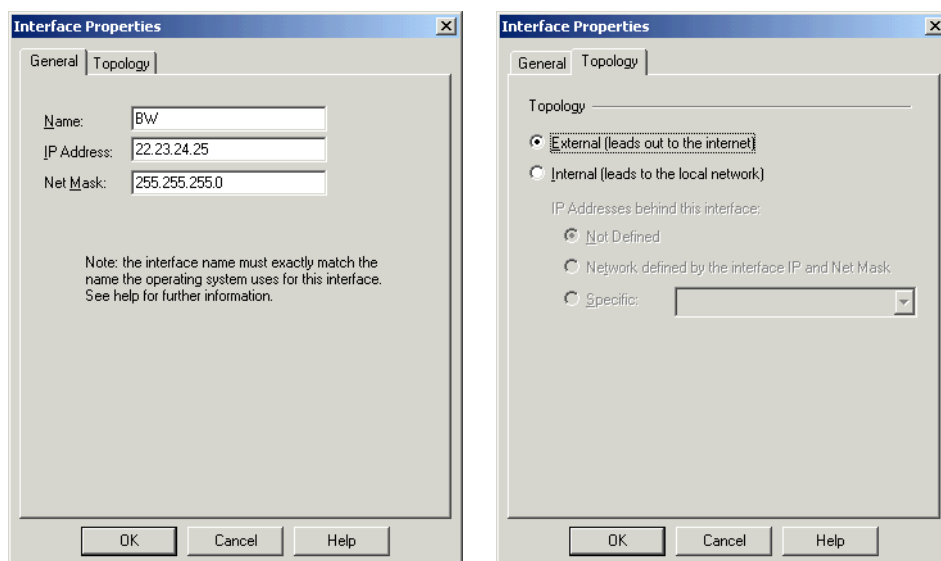 Interface Properties
General
Topology
Name:
BW
IP Address:
22.23.24.25
Net Mask:
255.255.255.0
Note: the interface name must exactly match the
name the operating system uses for this interface.
See help for further information.
OK
Cancel
Help
Interface Properties
General
Topology
Topology
External (leads out to the internet)
Internal (leads to the local network)
IP Addresses behind this interface:
Not Defined
Network defined by the interface IP and Net Mask
Specific:
OK
Cancel
Help